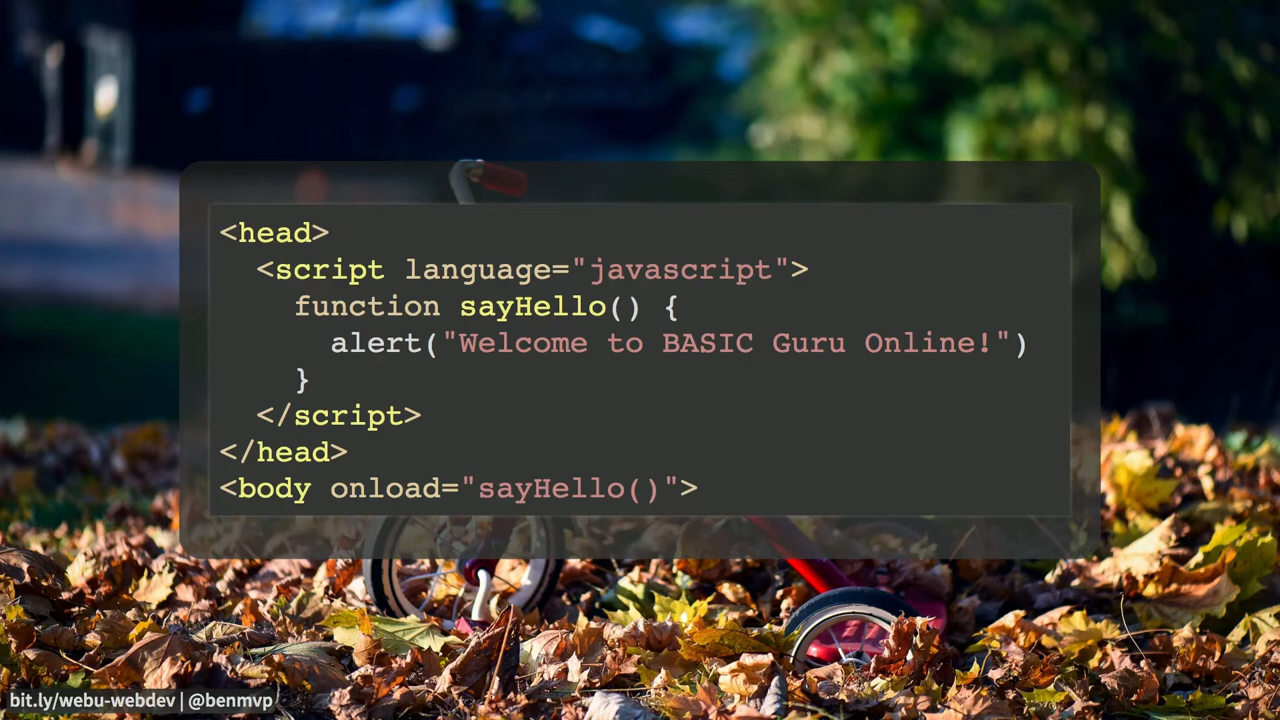 <head>
  <script language="javascript">
    function sayHello() {
      alert("Welcome to BASIC Guru Online!")
    }
  </script>
</head>
<body onload="sayHello()">
bit.ly/webu-webdev | @benmvp